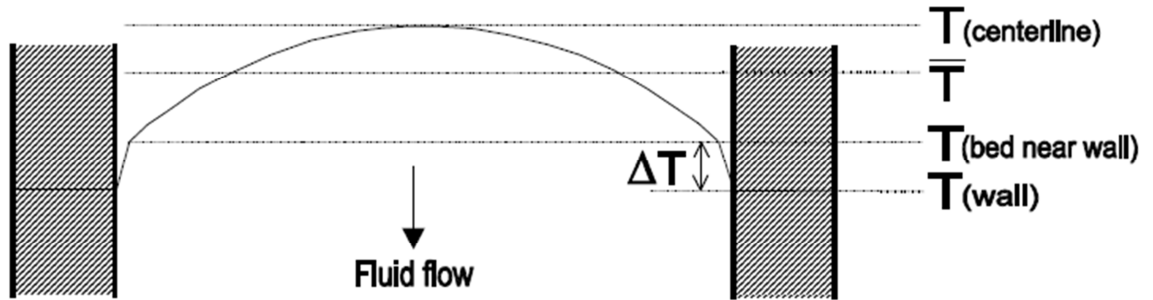 T(centerline)
T̅
T(bed near wall)
ΔT
T(wall)
Fluid flow